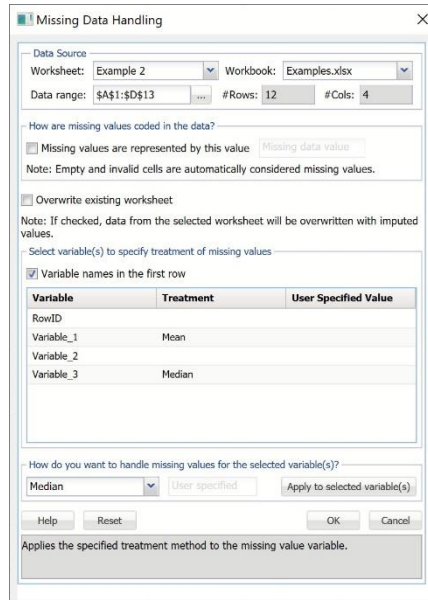 Missing Data Handling
Data Source
Worksheet: Example 2 Workbook: Examples.xlsx
Data range: $A$1:$D$13 ... #Rows: 12 #Cols: 4
How are missing values coded in the data?
Missing values are represented by this value Missing data value
Note: Empty and invalid cells are automatically considered missing values.
Overwrite existing worksheet
Note: If checked, data from the selected worksheet will be overwritten with imputed
values.
Select variable(s) to specify treatment of missing values
Variable names in the first row
Variable Treatment User Specified Value
RowID
Variable_1 Mean
Variable_2
Variable_3 Median
How do you want to handle missing values for the selected variable(s)?
Median User specified Apply to selected variable(s)
Help Reset OK Cancel
Applies the specified treatment method to the missing value variable.